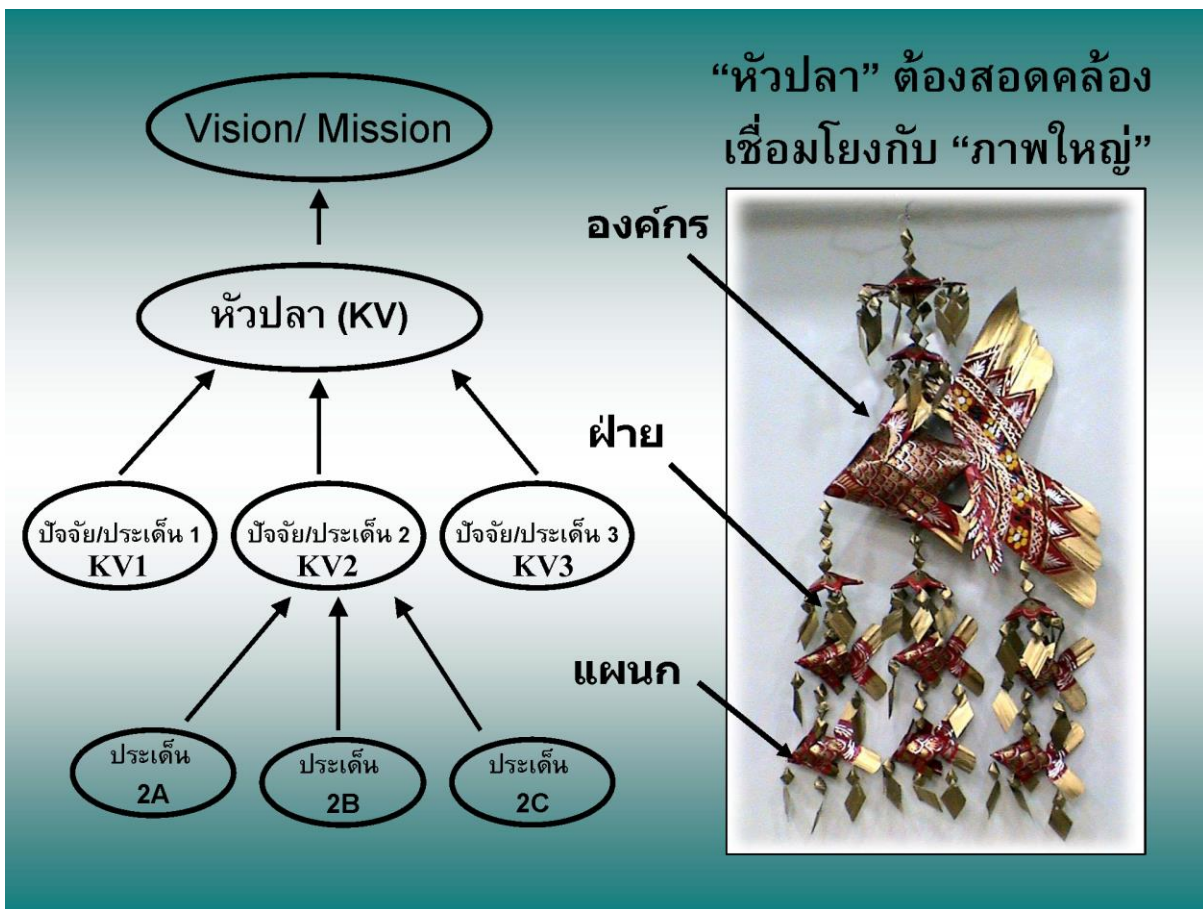 “หัวปลา” ต้องสอดคล้อง
เชื่อมโยงกับ “ภาพใหญ่”
Vision/ Mission
หัวปลา (KV)
ปัจจัย/ประเด็น 1
KV1
ปัจจัย/ประเด็น 2
KV2
ปัจจัย/ประเด็น 3
KV3
ประเด็น
2A
ประเด็น
2B
ประเด็น
2C
องค์กร
ฝ่าย
แผนก